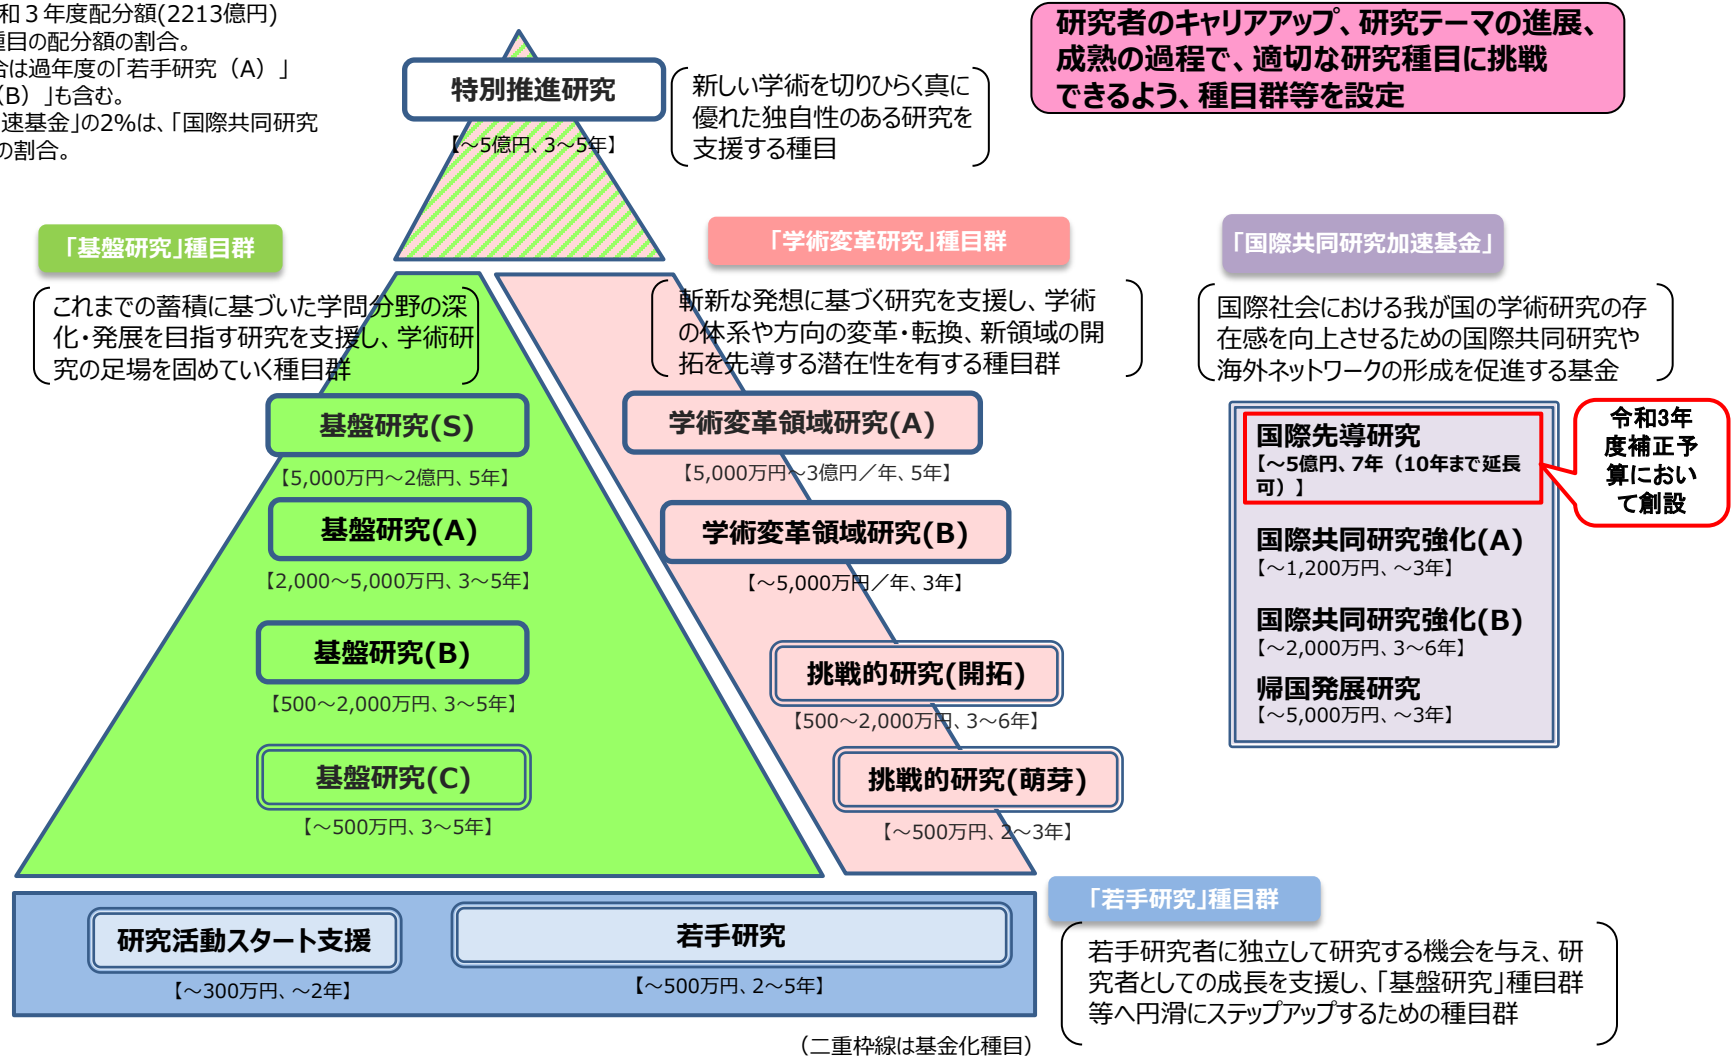 和３年度配分額(2213億円)
種目の配分額の割合。
合は過年度の「若手研究（A）」
（B）」も含む。
速基金」の2%は、「国際共同研究
の割合。
研究者のキャリアアップ、研究テーマの進展、
成熟の過程で、適切な研究種目に挑戦
できるよう、種目群等を設定
特別推進研究
【～5億円、3～5年】
新しい学術を切りひらく真に
優れた独自性のある研究を
支援する種目
「基盤研究」種目群
これまでの蓄積に基づいた学問分野の深
化・発展を目指す研究を支援し、学術研
究の足場を固めていく種目群
「学術変革研究」種目群
斬新な発想に基づく研究を支援し、学術
の体系や方向の変革・転換、新領域の開
拓を先導する潜在性を有する種目群
「国際共同研究加速基金」
国際社会における我が国の学術研究の存
在感を向上させるための国際共同研究や
海外ネットワークの形成を促進する基金
基盤研究(S)
【5,000万円～2億円、5年】
基盤研究(A)
【2,000～5,000万円、3～5年】
基盤研究(B)
【500～2,000万円、3～5年】
基盤研究(C)
【～500万円、3～5年】
学術変革領域研究(A)
【5,000万円～3億円／年、5年】
学術変革領域研究(B)
【～5,000万円／年、3年】
挑戦的研究(開拓)
【500～2,000万円、3～6年】
挑戦的研究(萌芽)
【～500万円、2～3年】
国際先導研究
【～5億円、7年（10年まで延長
可）】
令和3年
度補正予
算におい
て創設
国際共同研究強化(A)
【～1,200万円、～3年】
国際共同研究強化(B)
【～2,000万円、3～6年】
帰国発展研究
【～5,000万円、～3年】
研究活動スタート支援
【～300万円、～2年】
若手研究
【～500万円、2～5年】
「若手研究」種目群
若手研究者に独立して研究する機会を与え、研
究者としての成長を支援し、「基盤研究」種目群
等へ円滑にステップアップするための種目群
（二重枠線は基金化種目）